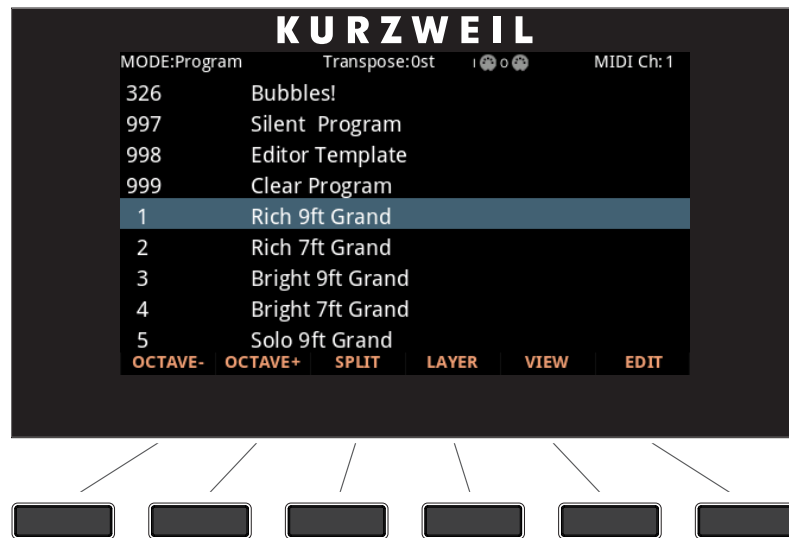 KURZWEIL
MODE:Program Transpose:0st I O MIDI Ch:1
326 Bubbles!
997 Silent Program
998 Editor Template
999 Clear Program
1 Rich 9ft Grand
2 Rich 7ft Grand
3 Bright 9ft Grand
4 Bright 7ft Grand
5 Solo 9ft Grand
OCTAVE- OCTAVE+ SPLIT LAYER VIEW EDIT